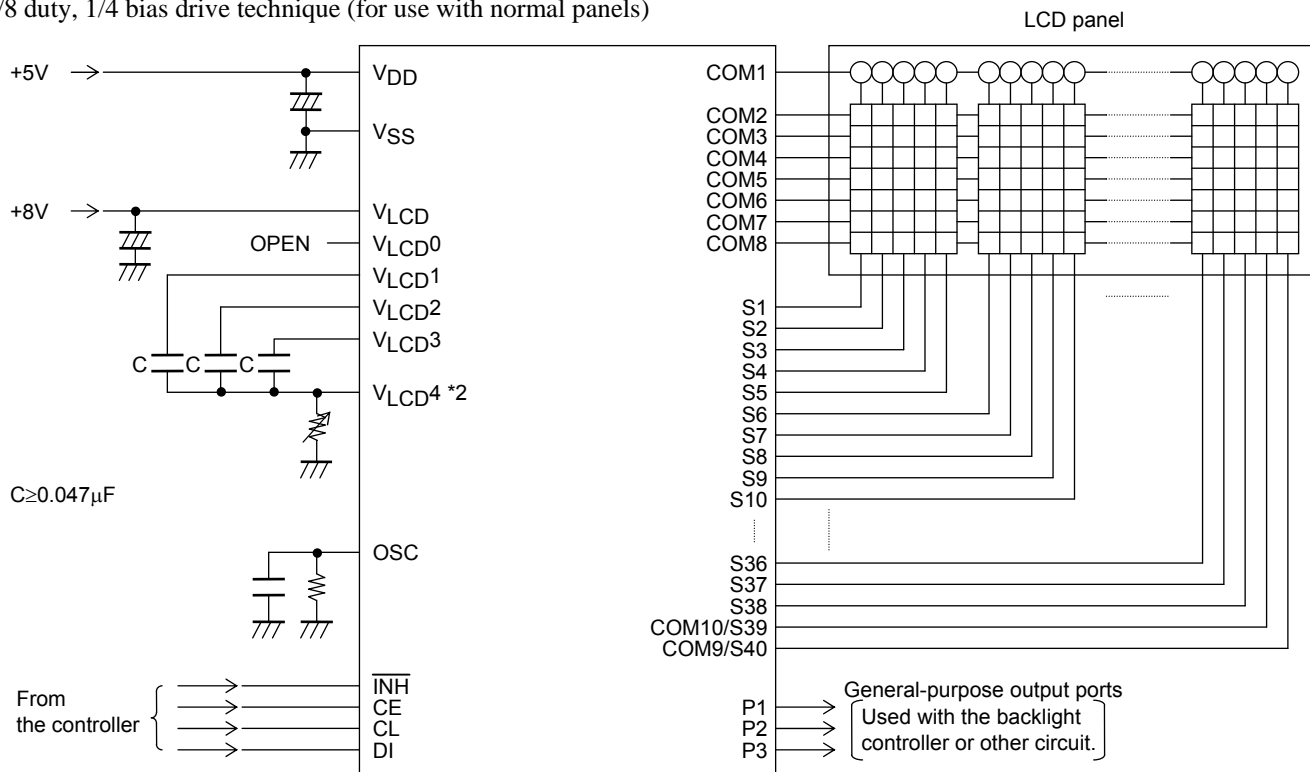 /8 duty, 1/4 bias drive technique (for use with normal panels)
LCD panel
+5V
VDD
VSS
+8V
VLCD
OPEN
VLCD0
VLCD1
VLCD2
VLCD3
C
C
C
VLCD4 *2
C≥0.047μF
OSC
From
the controller
INH
CE
CL
DI
COM1
COM2
COM3
COM4
COM5
COM6
COM7
COM8
S1
S2
S3
S4
S5
S6
S7
S8
S9
S10
S36
S37
S38
COM10/S39
COM9/S40
P1
P2
P3
General-purpose output ports
Used with the backlight
controller or other circuit.